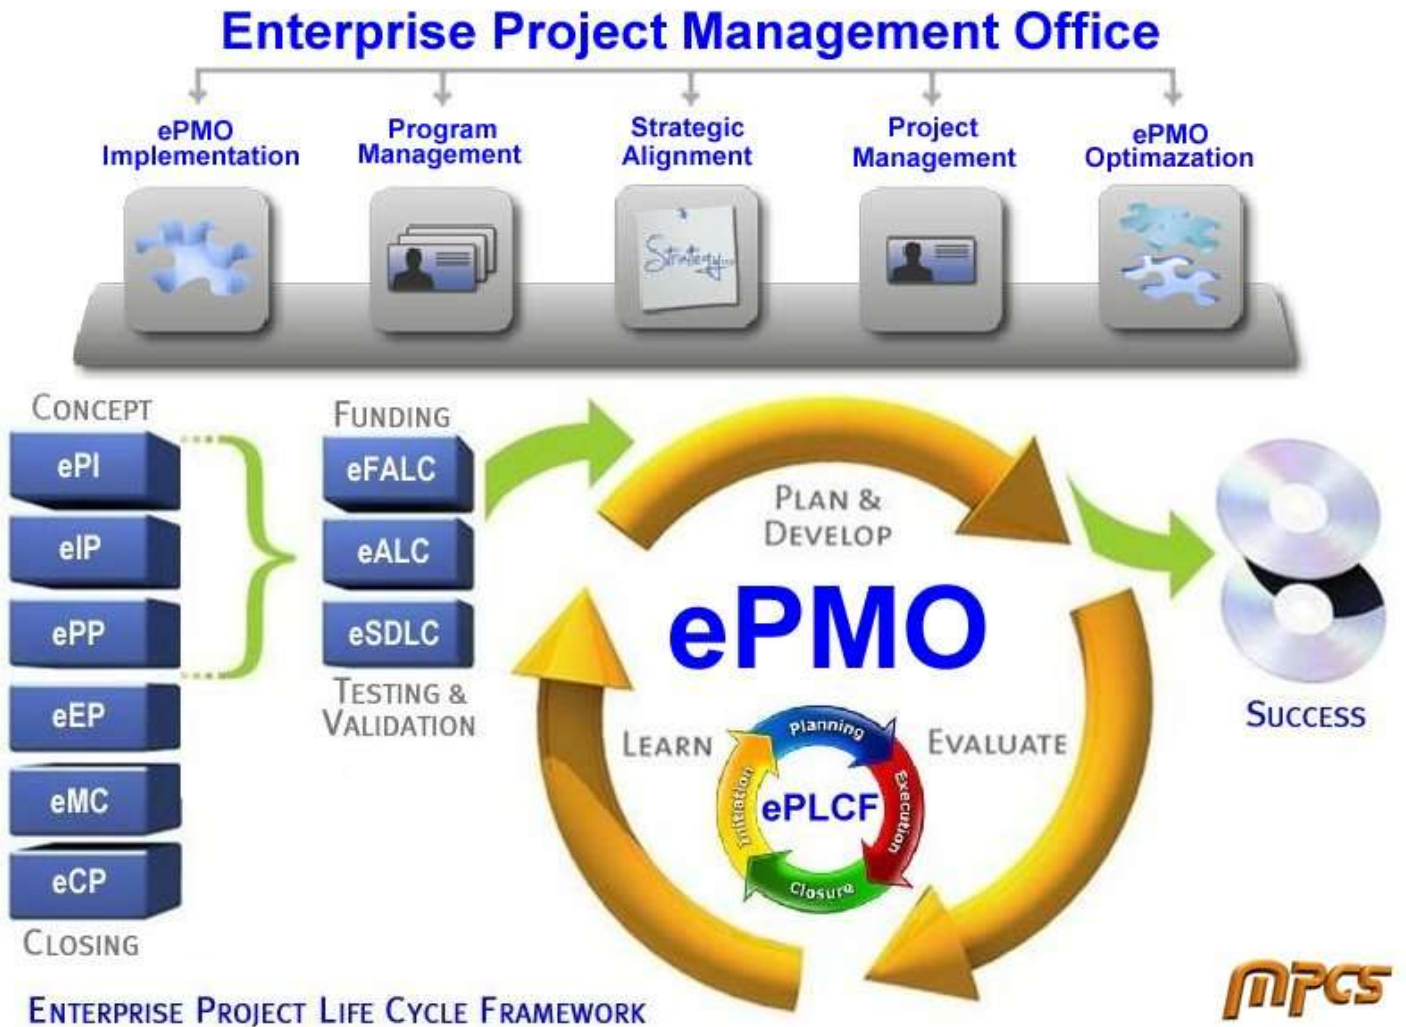 Enterprise Project Management Office
ePMO
Implementation
Program
Management
Strategic
Alignment
Project
Management
ePMO
Optimazation
Strategy...
CONCEPT
ePI
eIP
ePP
eEP
eMC
eCP
CLOSING
FUNDING
eFALC
eALC
eSDLC
TESTING &
VALIDATION
PLAN &
DEVELOP
ePMO
LEARN
EVALUATE
Planning
Execution
Closure
Initiation
ePLCF
SUCCESS
ENTERPRISE PROJECT LIFE CYCLE FRAMEWORK
MPCS